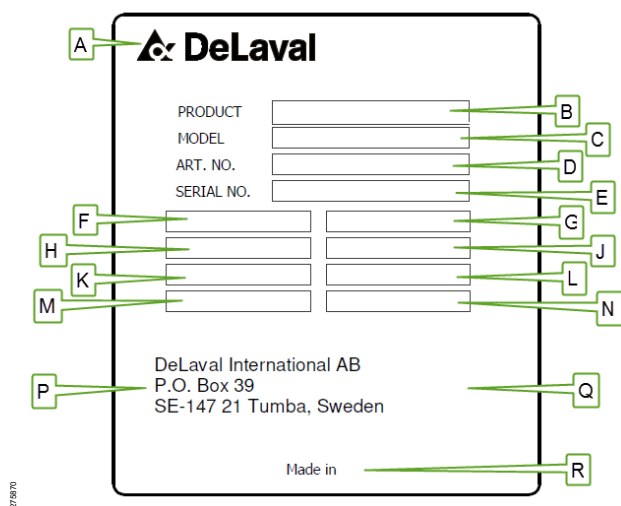 A
DeLaval
PRODUCT
B
MODEL
C
ART. NO.
D
SERIAL NO.
E
F
G
H
J
K
L
M
N
DeLaval International AB
P
P.O. Box 39
Q
SE-147 21 Tumba, Sweden
Made in
R
275870